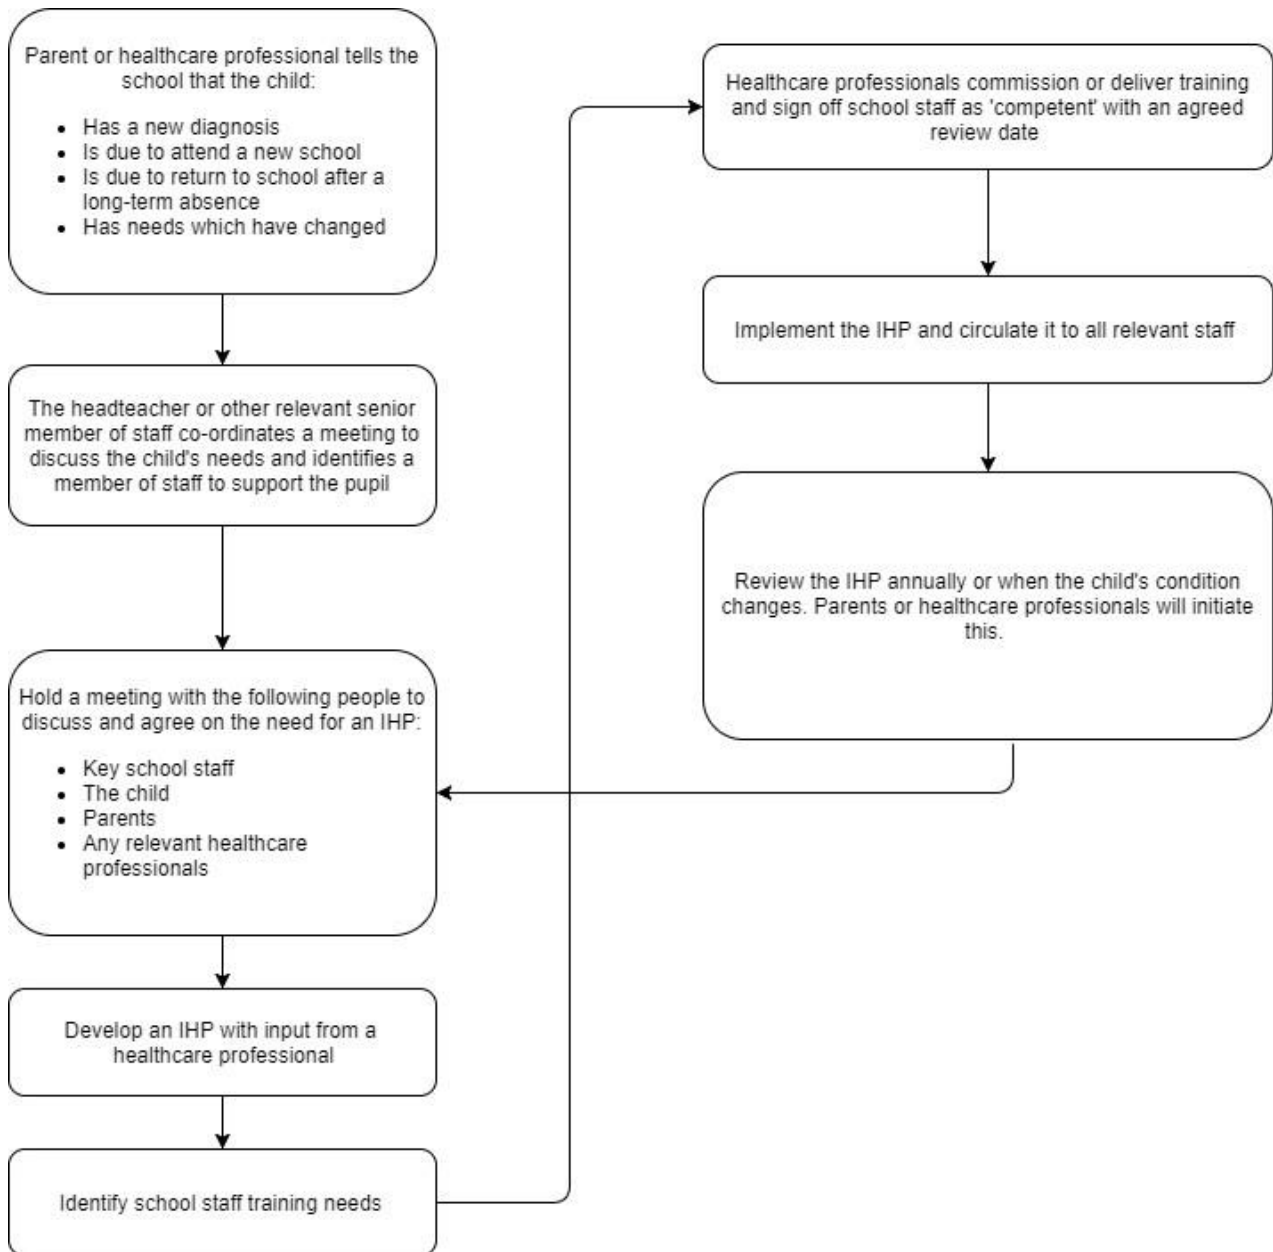 Parent or healthcare professional tells the
school that the child:
• Has a new diagnosis
• Is due to attend a new school
• Is due to return to school after a
long-term absence
• Has needs which have changed
The headteacher or other relevant senior
member of staff co-ordinates a meeting to
discuss the child's needs and identifies a
member of staff to support the pupil
Hold a meeting with the following people to
discuss and agree on the need for an IHP:
• Key school staff
• The child
• Parents
• Any relevant healthcare
professionals
Develop an IHP with input from a
healthcare professional
Identify school staff training needs
Healthcare professionals commission or deliver training
and sign off school staff as 'competent' with an agreed
review date
Implement the IHP and circulate it to all relevant staff
Review the IHP annually or when the child's condition
changes. Parents or healthcare professionals will initiate
this.